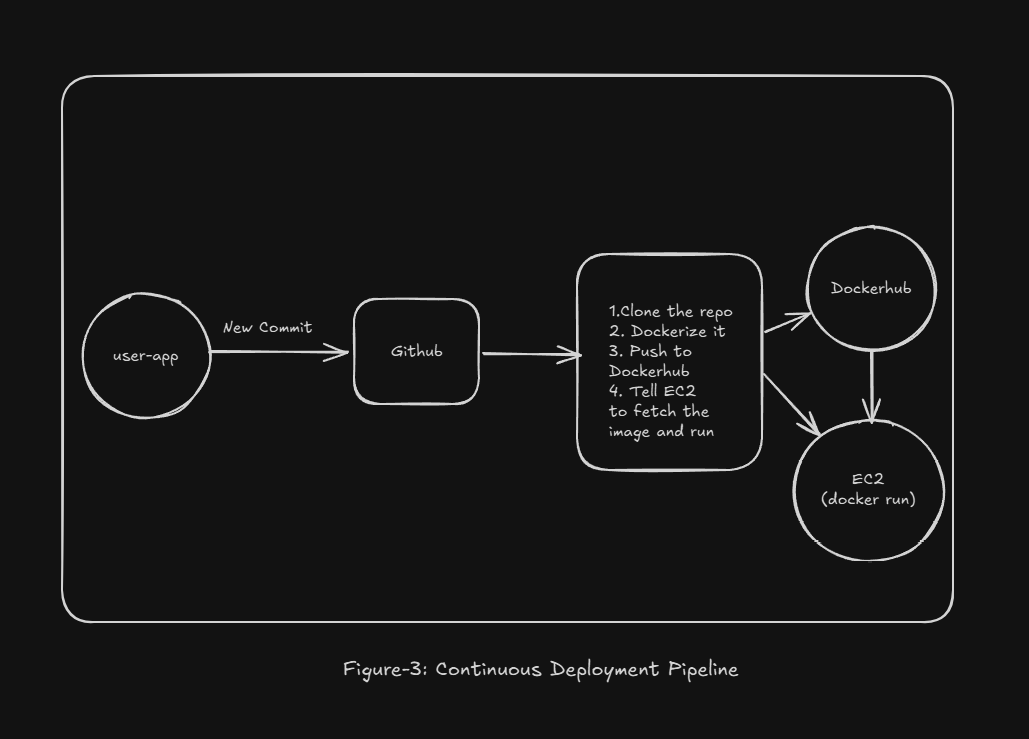 user-app
New Commit
Github
1.Clone the repo
2. Dockerize it
3. Push to
Dockerhub
4. Tell EC2
to fetch the
image and run
Dockerhub
EC2
(docker run)
Figure-3: Continuous Deployment Pipeline